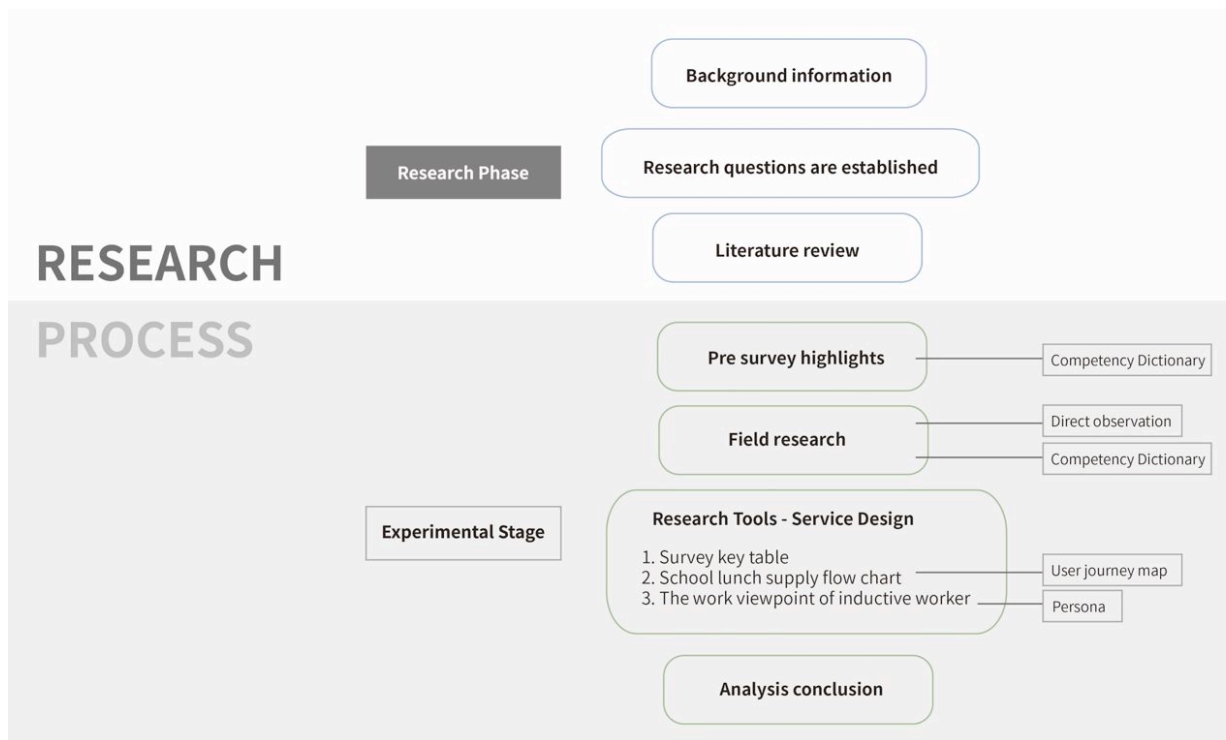 Background information
Research Phase
Research questions are established
Literature review
RESEARCH
PROCESS
Pre survey highlights
Competency Dictionary
Field research
Direct observation
Competency Dictionary
Experimental Stage
Research Tools - Service Design
1. Survey key table
2. School lunch supply flow chart
3. The work viewpoint of inductive worker
User journey map
Persona
Analysis conclusion